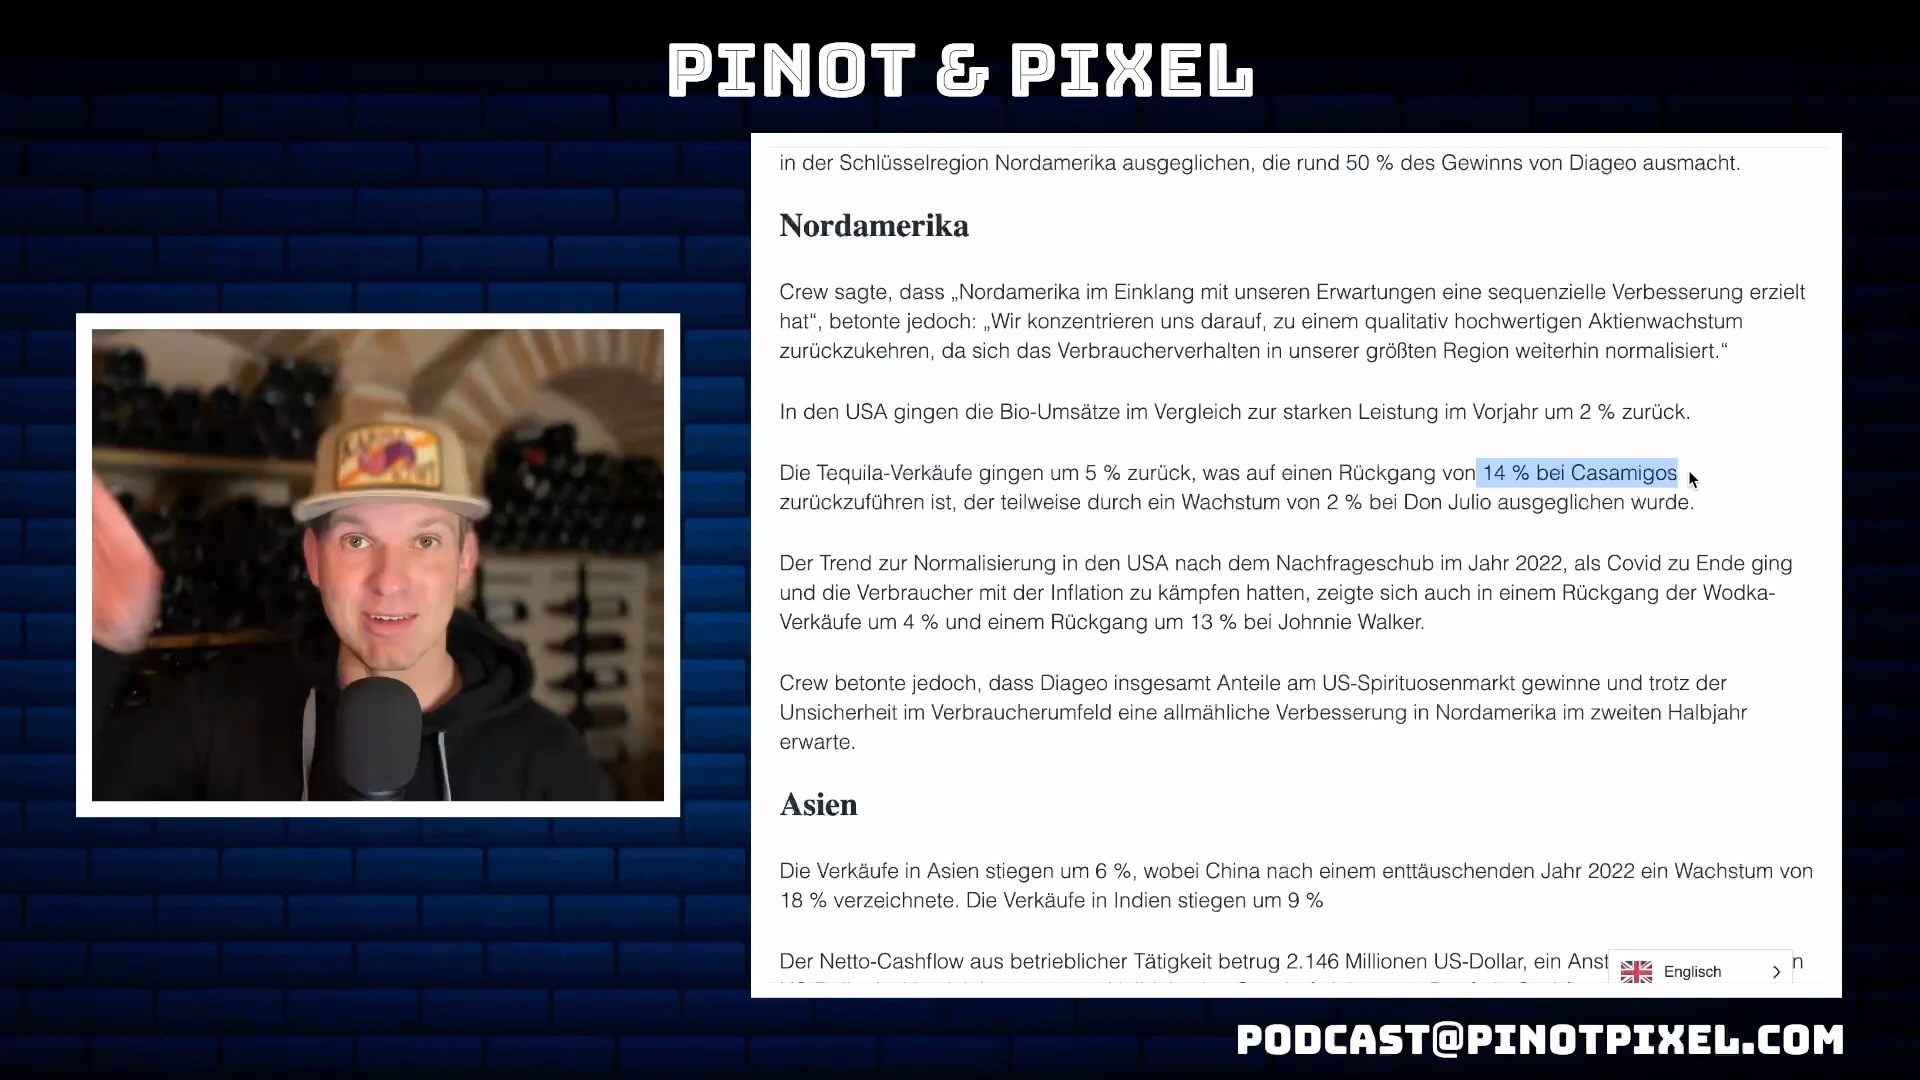 PINOT & PIXEL
in der Schlüsselregion Nordamerika ausgeglichen, die rund 50 % des Gewinns von Diageo ausmacht.
Nordamerika
Crew sagte, dass „Nordamerika im Einklang mit unseren Erwartungen eine sequenzielle Verbesserung erzielt
hat“, betonte jedoch: „Wir konzentrieren uns darauf, zu einem qualitativ hochwertigen Aktienwachstum
zurückzukehren, da sich das Verbraucherverhalten in unserer größten Region weiterhin normalisiert.“
In den USA gingen die Bio-Umsätze im Vergleich zur starken Leistung im Vorjahr um 2 % zurück.
Die Tequila-Verkäufe gingen um 5 % zurück, was auf einen Rückgang von 14 % bei Casamigos
zurückzuführen ist, der teilweise durch ein Wachstum von 2 % bei Don Julio ausgeglichen wurde.
Der Trend zur Normalisierung in den USA nach dem Nachfrageschub im Jahr 2022, als Covid zu Ende ging
und die Verbraucher mit der Inflation zu kämpfen hatten, zeigte sich auch in einem Rückgang der Wodka-
Verkäufe um 4 % und einem Rückgang um 13 % bei Johnnie Walker.
Crew betonte jedoch, dass Diageo insgesamt Anteile am US-Spirituosenmarkt gewinne und trotz der
Unsicherheit im Verbraucherumfeld eine allmähliche Verbesserung in Nordamerika im zweiten Halbjahr
erwarte.
Asien
Die Verkäufe in Asien stiegen um 6 %, wobei China nach einem enttäuschenden Jahr 2022 ein Wachstum von
18 % verzeichnete. Die Verkäufe in Indien stiegen um 9 %
Der Netto-Cashflow aus betrieblicher Tätigkeit betrug 2.146 Millionen US-Dollar, ein
Englisch
PODCAST@PINOTPIXEL.COM